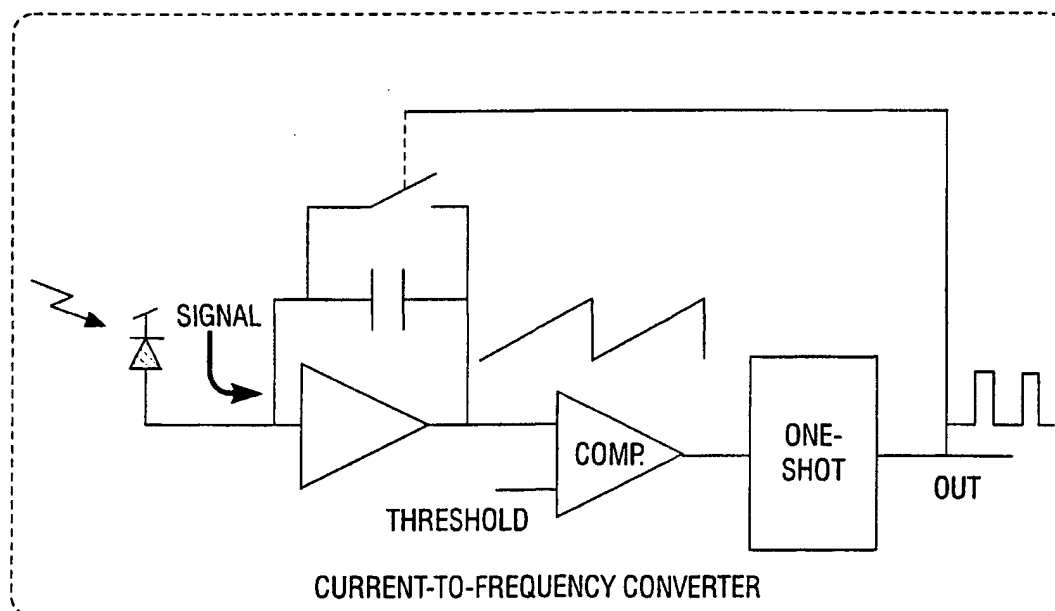 SIGNAL
COMP.
ONE-
SHOT
OUT
THRESHOLD
CURRENT-TO-FREQUENCY CONVERTER